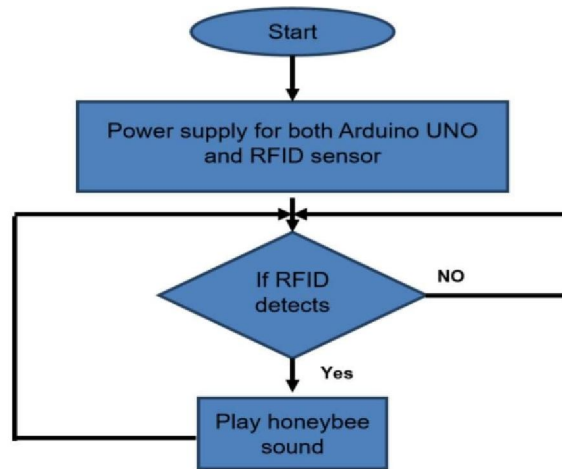 Start
Power supply for both Arduino UNO
and RFID sensor
If RFID
detects
NO
Yes
Play honeybee
sound